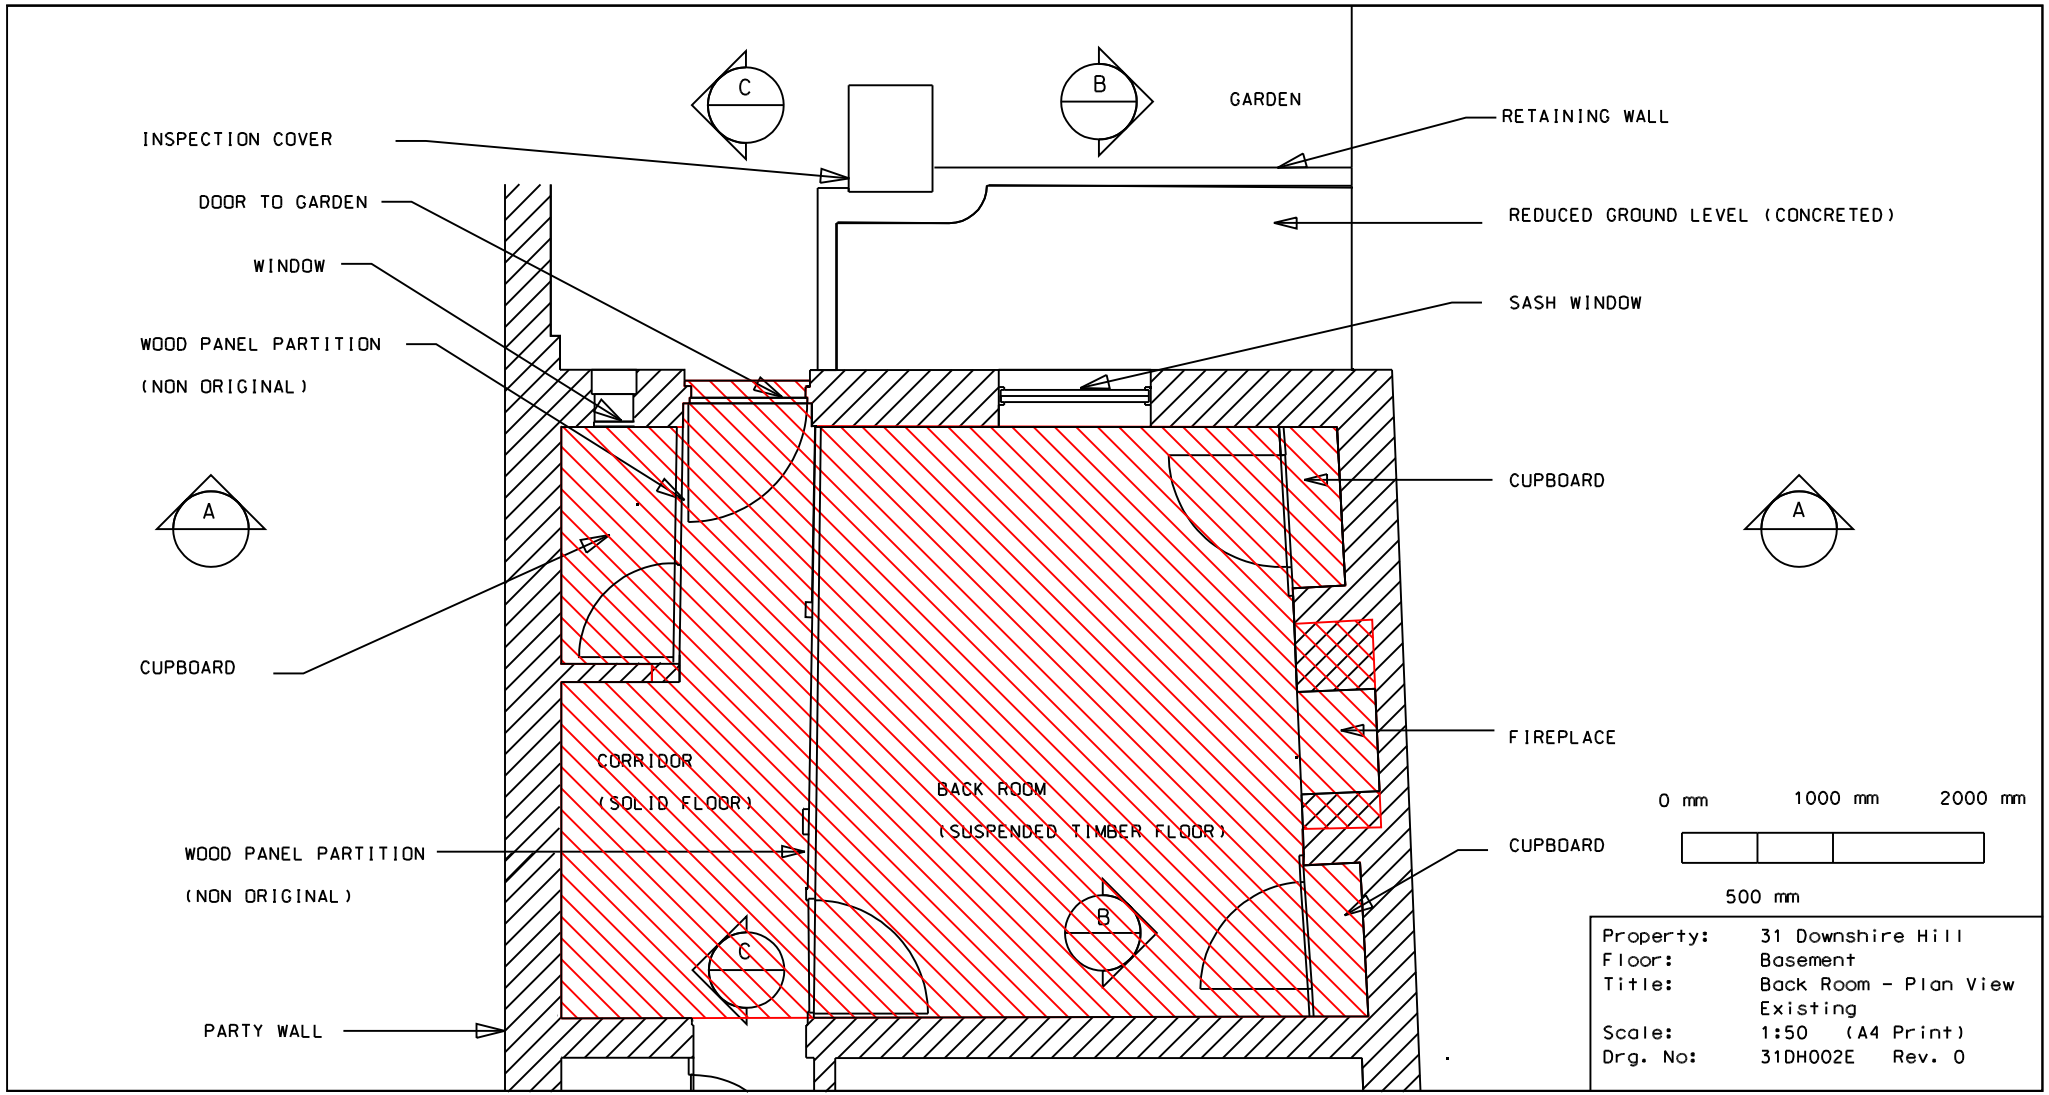 C
B
GARDEN
RETAINING WALL
INSPECTION COVER
DOOR TO GARDEN
REDUCED GROUND LEVEL (CONCRETED)
WINDOW
SASH WINDOW
WOOD PANEL PARTITION
(NON ORIGINAL)
CUPBOARD
A
A
CUPBOARD
FIREPLACE
CORRIDOR
(SOLID FLOOR)
BACK ROOM
(SUSPENDED TIMBER FLOOR)
0 mm 1000 mm 2000 mm
500 mm
CUPBOARD
WOOD PANEL PARTITION
(NON ORIGINAL)
B
C
PARTY WALL
Property: 31 Downshire Hill
Floor: Basement
Title: Back Room - Plan View
Existing
Scale: 1:50 (A4 Print)
Drg. No: 31DH002E Rev. 0